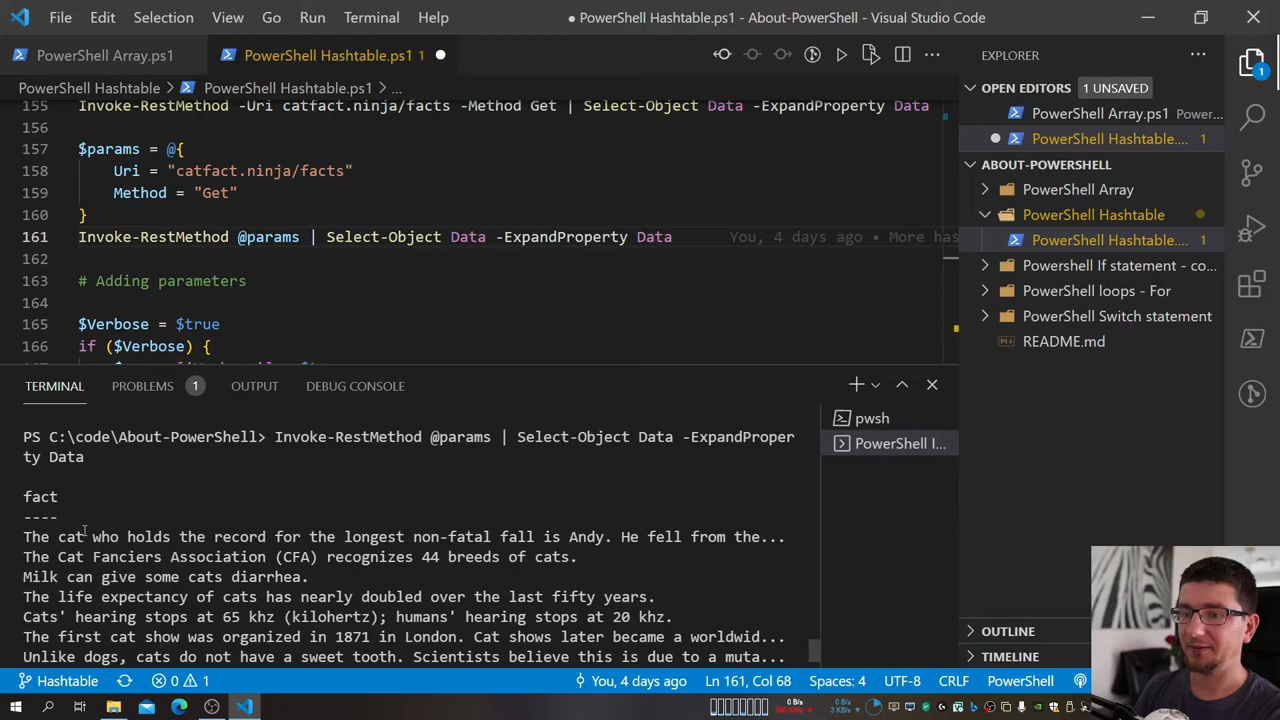 File Edit Selection View Go Run Terminal Help
● PowerShell Hashtable.ps1 - About-PowerShell - Visual Studio Code
PowerShell Array.ps1
PowerShell Hashtable.ps1 1
PowerShell Hashtable > PowerShell Hashtable.ps1 > ...
155 Invoke-RestMethod -Uri catfact.ninja/facts -Method Get | Select-Object Data -ExpandProperty Data
156
157 $params = @{
158 Uri = "catfact.ninja/facts"
159 Method = "Get"
160 }
161 Invoke-RestMethod @params | Select-Object Data -ExpandProperty Data You, 4 days ago • More has
162
163 # Adding parameters
164
165 $Verbose = $true
166 if ($Verbose) {
TERMINAL PROBLEMS 1 OUTPUT DEBUG CONSOLE
PS C:\code\About-PowerShell> Invoke-RestMethod @params | Select-Object Data -ExpandProper
ty Data
fact
----
The cat who holds the record for the longest non-fatal fall is Andy. He fell from the...
The Cat Fanciers Association (CFA) recognizes 44 breeds of cats.
Milk can give some cats diarrhea.
The life expectancy of cats has nearly doubled over the last fifty years.
Cats' hearing stops at 65 khz (kilohertz); humans' hearing stops at 20 khz.
The first cat show was organized in 1871 in London. Cat shows later became a worldwid...
Unlike dogs, cats do not have a sweet tooth. Scientists believe this is due to a muta...
pwsh
PowerShell I...
EXPLORER
OPEN EDITORS 1 UNSAVED
PowerShell Array.ps1 Power...
PowerShell Hashtable.... 1
ABOUT-POWERSHELL
PowerShell Array
PowerShell Hashtable
PowerShell Hashtable.... 1
Powershell If statement - co...
PowerShell loops - For
PowerShell Switch statement
README.md
OUTLINE
TIMELINE
1
Hashtable 0 1 You, 4 days ago Ln 161, Col 68 Spaces: 4 UTF-8 CRLF PowerShell